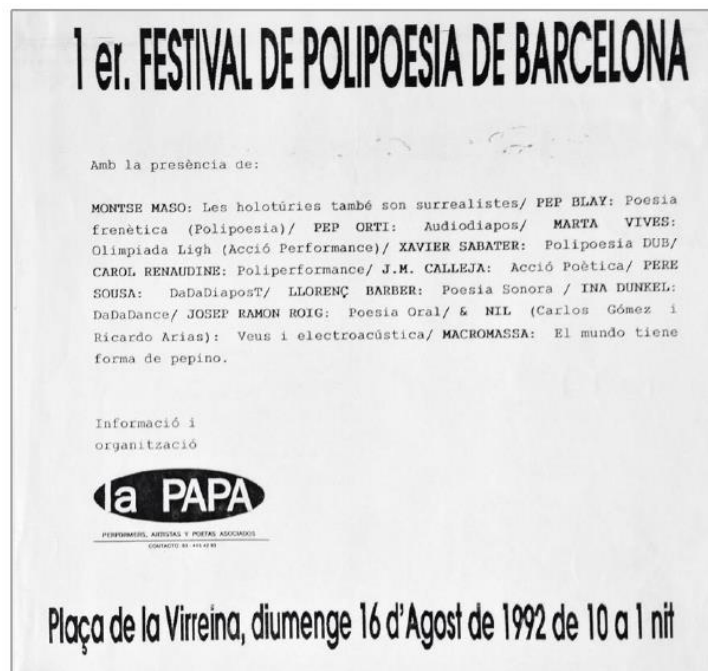 1 er. FESTIVAL DE POLIPOESIA DE BARCELONA
Amb la presència de:
MONTSE MASO: Les holotúries també son surrealistes/ PEP BLAY: Poesia
frenètica (Polipoesia)/ PEP ORTI: Audiodiapos/ MARTA VIVES:
Olimpiada Ligh (Acció Performance)/ XAVIER SABATER: Polipoesia DUB/
CAROL RENAUDINE: Poliperformance/ J.M. CALLEJA: Acció Poètica/ PERE
SOUSA: DaDaDiaposT/ LLORENÇ BARBER: Poesia Sonora / INA DUNKEL:
DaDaDance/ JOSEP RAMON ROIG: Poesia Oral/ & NIL (Carlos Gómez i
Ricardo Arias): Veus i electroacústica/ MACROMASSA: El mundo tiene
forma de pepino.
Informació i
organització
la PAPA
PERFORMERS, ARTISTAS Y POETAS ASOCIADOS
CONTACTO 93 -
Plaça de la Virreina, diumenge 16 d'Agost de 1992 de 10 a 1 nit